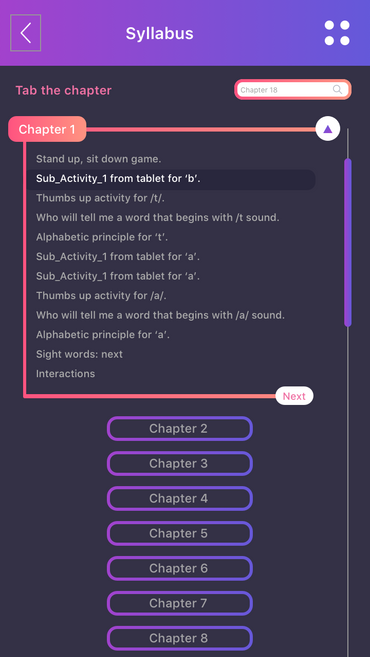 Syllabus
Tab the chapter
Chapter 18
Chapter 1
Stand up, sit down game.
Sub_Activity_1 from tablet for ‘b’.
Thumbs up activity for /t/.
Who will tell me a word that begins with /t sound.
Alphabetic principle for ‘t’.
Sub_Activity_1 from tablet for ‘a’.
Sub_Activity_1 from tablet for ‘a’.
Thumbs up activity for /a/.
Who will tell me a word that begins with /a/ sound.
Alphabetic principle for ‘a’.
Sight words: next
Interactions
Next
Chapter 2
Chapter 3
Chapter 4
Chapter 5
Chapter 6
Chapter 7
Chapter 8